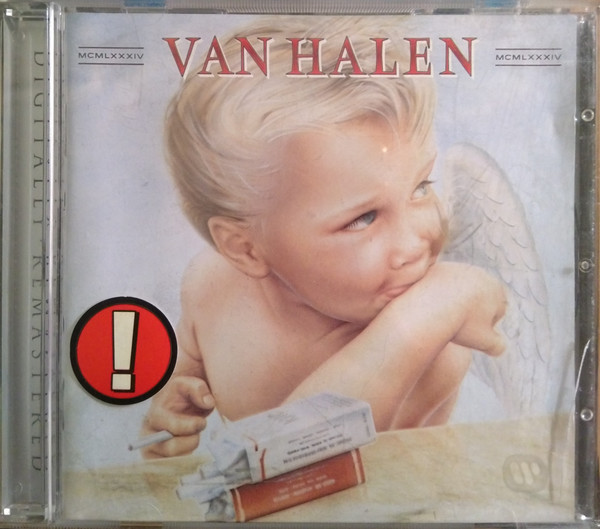 MCMLXXXIV
VAN HALEN
MCMLXXXIV
DIGITALLY REMASTERED
!